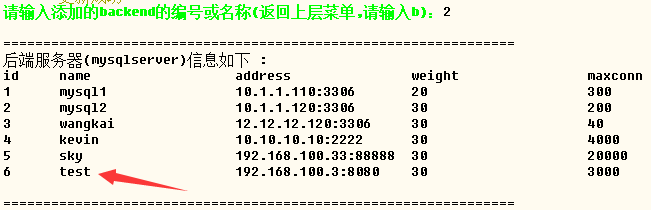 请输入添加的backend的编号或名称(返回上层菜单,请输入b): 2
================================================================
后端服务器(mysqlserver)信息如下 :
id name address weight maxconn
1 mysql1 10.1.1.110:3306 20 300
2 mysql2 10.1.1.120:3306 30 200
3 wangkai 12.12.12.120:3306 30 40
4 kevin 10.10.10.10:2222 30 4000
5 sky 192.168.100.33:88888 30 20000
6 test 192.168.100.3:8080 30 3000
================================================================